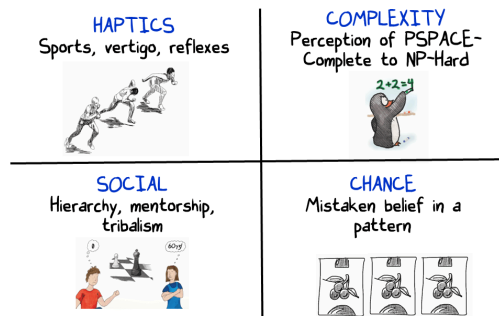 HAPTICS
Sports, vertigo, reflexes
COMPLEXITY
Perception of PSPACE-
Complete to NP-Hard
2+2=4
SOCIAL
Hierarchy, mentorship,
tribalism
CHANCE
Mistaken belief in a
pattern